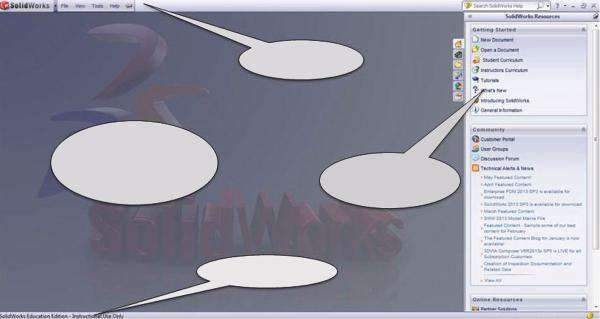 SolidWorks
File View Tools Help
Search SolidWorks Help
SolidWorks Resources
Getting Started
New Document
Open a Document
Student Curriculum
Instructors Curriculum
Tutorials
What's New
Introducing SolidWorks
General Information
Community
Customer Portal
User Groups
Discussion Forum
Technical Alerts & News
May Featured Content
April Featured Content
Enterprise PDM 2013 SP3 is available for
download
SolidWorks 2013 SP3 is available for
download
March Featured Content
SWW 2013 Model Mania File
Featured Content - Sample some of our best
content for February
The Featured Content Blog for January is now
available!
3DVIA Composer V6R2013x SP3 is LIVE for all
Subscription Customers
Creation of Inspection Documentation and
Related Data
View All
Online Resources
Partner Solutions
SolidWorks
SolidWorks Education Edition - Instructional Use Only